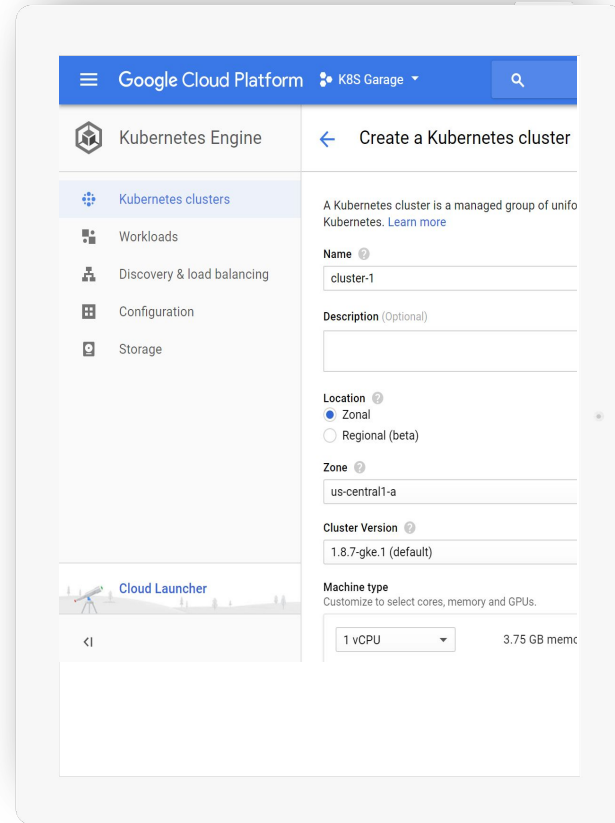 Google Cloud Platform K8S Garage
Kubernetes Engine
Create a Kubernetes cluster
Kubernetes clusters
Workloads
Discovery & load balancing
Configuration
Storage
Cloud Launcher
A Kubernetes cluster is a managed group of unifo
Kubernetes. Learn more
Name
cluster-1
Description (Optional)
Location
Zonal
Regional (beta)
Zone
us-central1-a
Cluster Version
1.8.7-gke.1 (default)
Machine type
Customize to select cores, memory and GPUs.
1 vCPU 3.75 GB memo